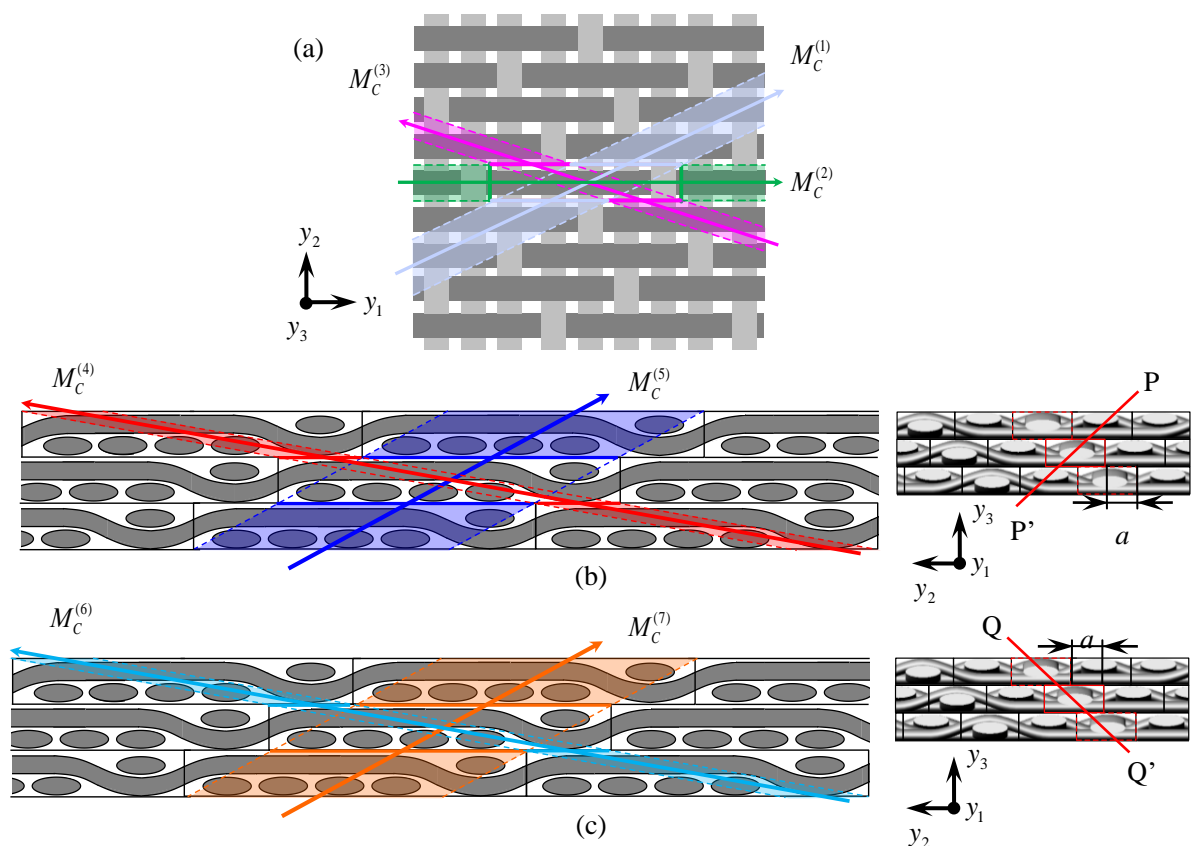 (a)
M_C^(3)
M_C^(1)
M_C^(2)
y_2
y_1
y_3
M_C^(4)
M_C^(5)
P
P'
y_3
a
y_2
y_1
(b)
M_C^(6)
M_C^(7)
Q
a
Q'
y_3
y_2
y_1
(c)